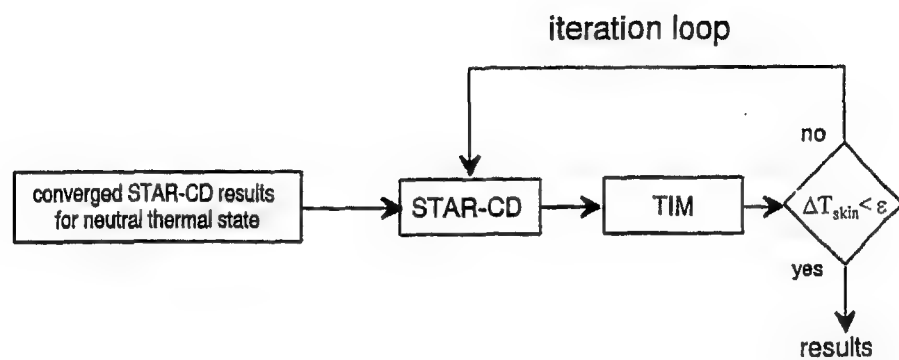 iteration loop
no
converged STAR-CD results
for neutral thermal state
STAR-CD
TIM
ΔT_skin < ε
yes
results